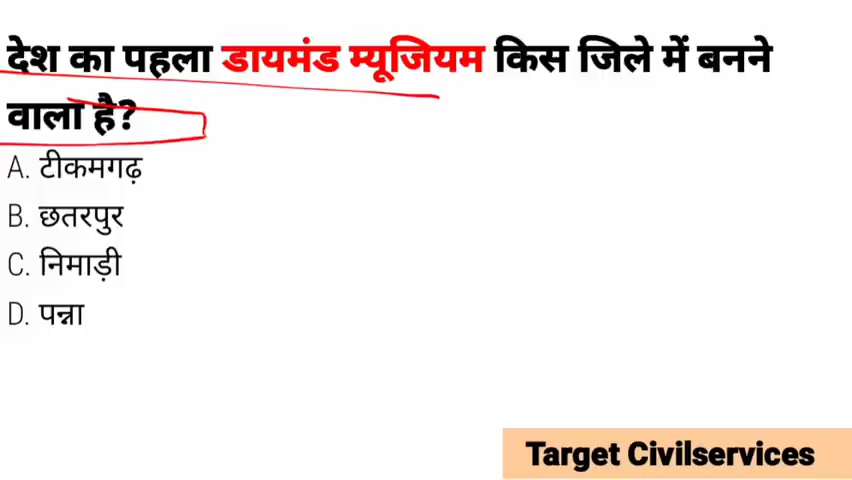 देश का पहला डायमंड म्यूजियम किस जिले में बनने
वाला है?
A. टीकमगढ़
B. छतरपुर
C. निमाड़ी
D. पन्ना
Target Civilservices